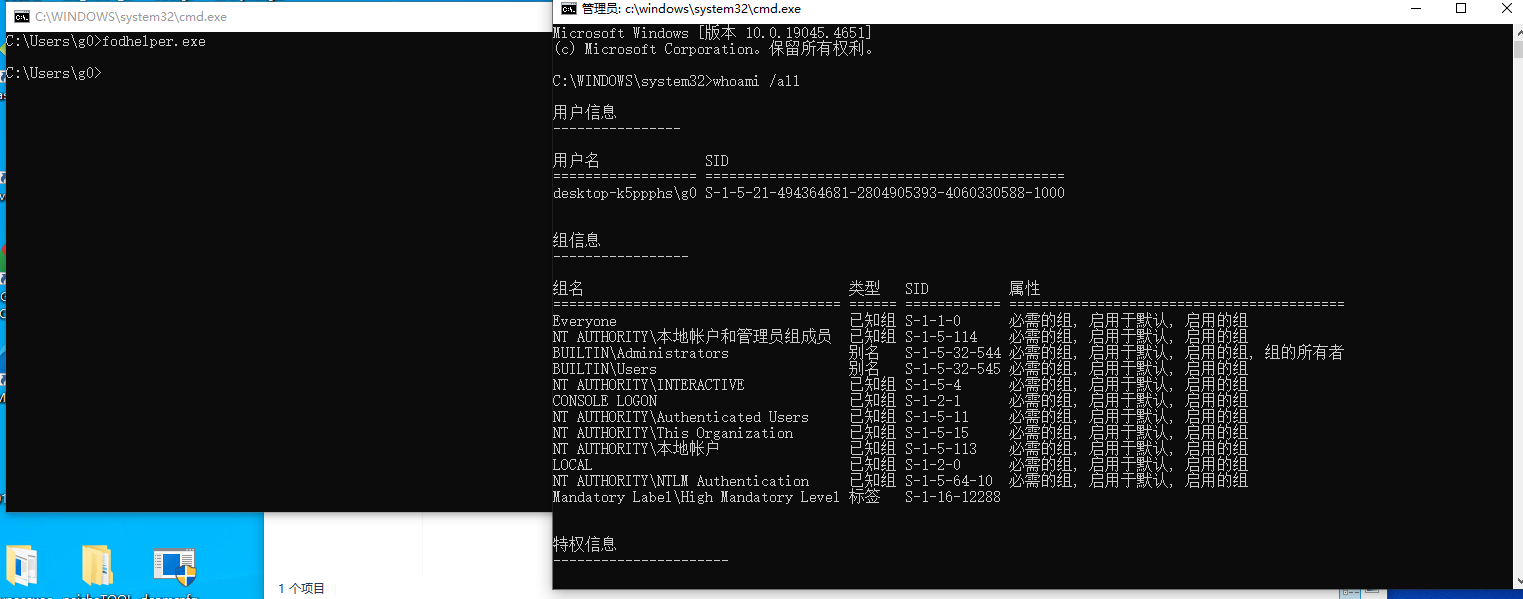 C:\WINDOWS\system32\cmd.exe
C:\Users\g0>fodhelper.exe
C:\Users\g0>
管理员: c:\windows\system32\cmd.exe
Microsoft Windows [版本 10.0.19045.4651]
(c) Microsoft Corporation。保留所有权利。
C:\WINDOWS\system32>whoami /all
用户信息
----------------
用户名 SID
================== =============================================
desktop-k5ppphs\g0 S-1-5-21-494364681-2804905393-4060330588-1000
组信息
-----------------
组名 类型 SID 属性
==================================== ====== ============ ==========================================
Everyone 已知组 S-1-1-0 必需的组, 启用于默认, 启用的组
NT AUTHORITY\本地帐户和管理员组成员 已知组 S-1-5-114 必需的组, 启用于默认, 启用的组
BUILTIN\Administrators 别名 S-1-5-32-544 必需的组, 启用于默认, 启用的组, 组的所有者
BUILTIN\Users 别名 S-1-5-32-545 必需的组, 启用于默认, 启用的组
NT AUTHORITY\INTERACTIVE 已知组 S-1-5-4 必需的组, 启用于默认, 启用的组
CONSOLE LOGON 已知组 S-1-2-1 必需的组, 启用于默认, 启用的组
NT AUTHORITY\Authenticated Users 已知组 S-1-5-11 必需的组, 启用于默认, 启用的组
NT AUTHORITY\This Organization 已知组 S-1-5-15 必需的组, 启用于默认, 启用的组
NT AUTHORITY\本地帐户 已知组 S-1-5-113 必需的组, 启用于默认, 启用的组
LOCAL 已知组 S-1-2-0 必需的组, 启用于默认, 启用的组
NT AUTHORITY\NTLM Authentication 已知组 S-1-5-64-10 必需的组, 启用于默认, 启用的组
Mandatory Label\High Mandatory Level 标签 S-1-16-12288
特权信息
----------------------
1 个项目